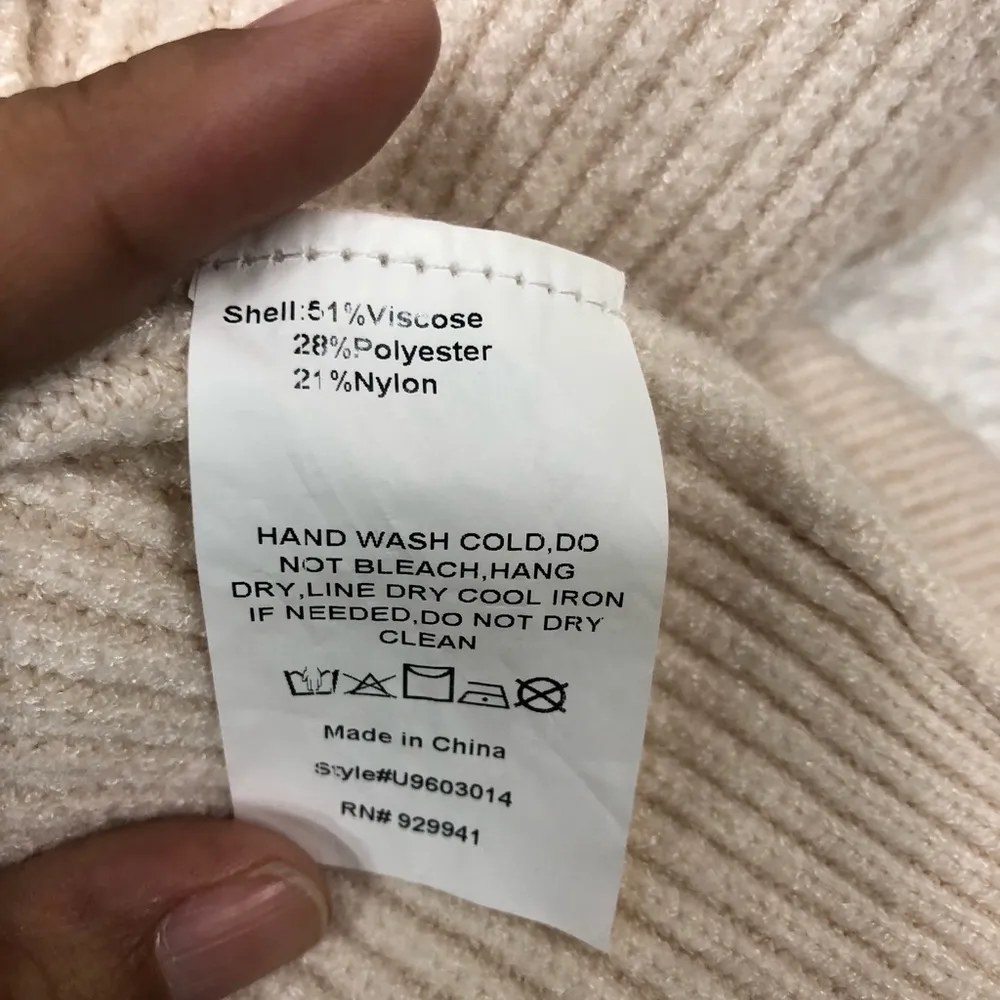 Shell:51%Viscose
28%Polyester
21%Nylon
HAND WASH COLD,DO
NOT BLEACH,HANG
DRY,LINE DRY COOL IRON
IF NEEDED,DO NOT DRY
CLEAN
Made in China
Style#U9603014
RN# 929941